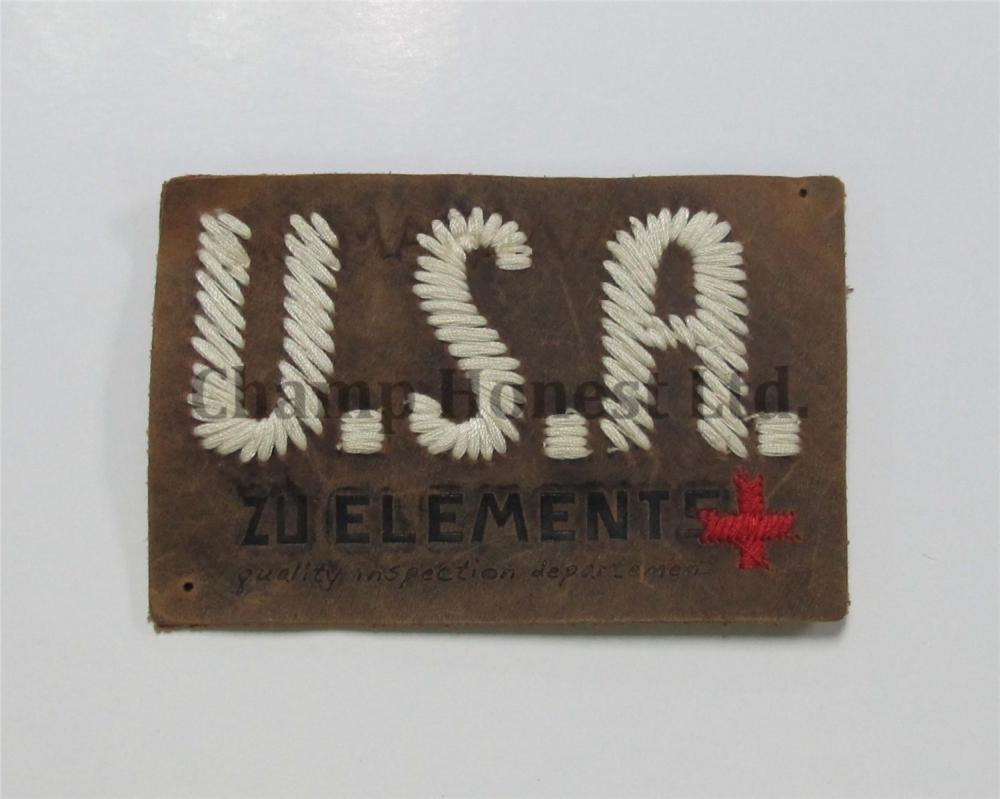 U.S.A.
Champ Honest Ltd.
ZU ELEMENTS
quality inspection departement